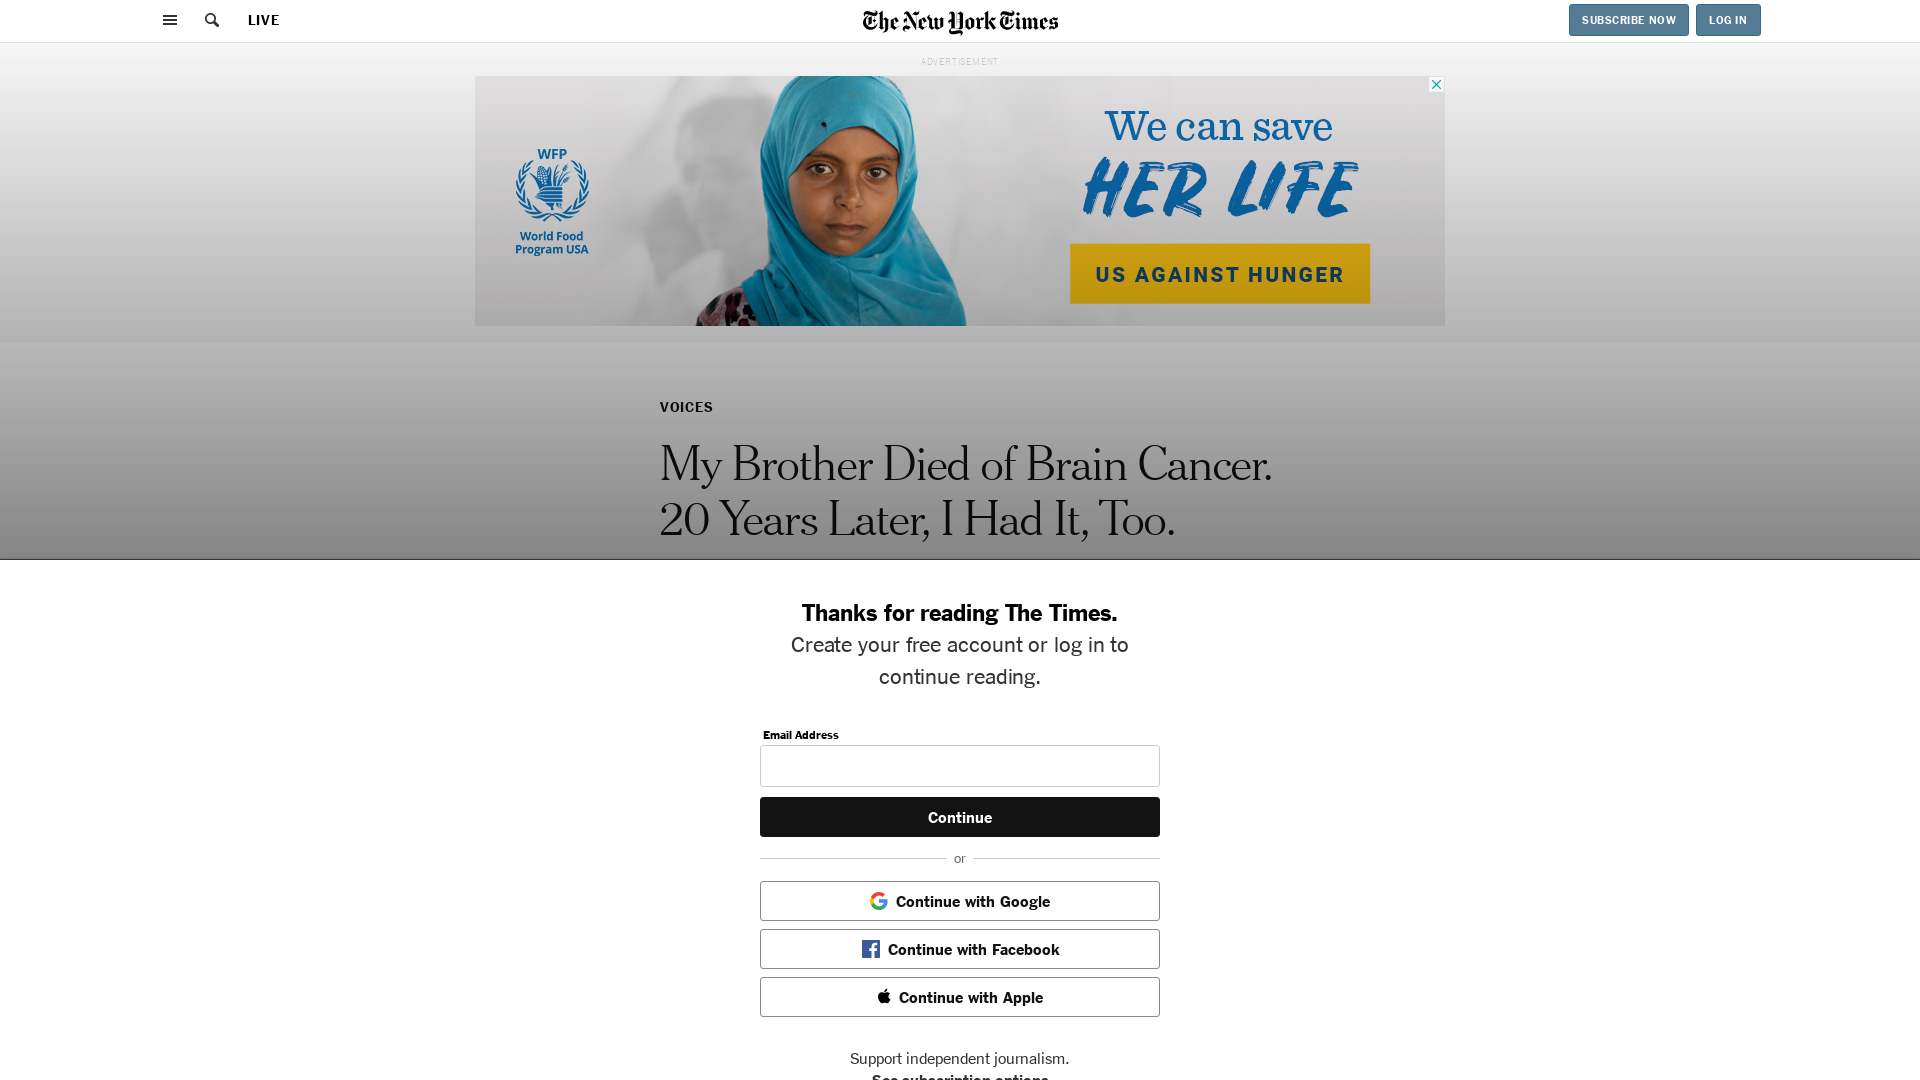 LIVE
The New York Times
SUBSCRIBE NOW
LOG IN
ADVERTISEMENT
WFP
World Food
Program USA
We can save
HER LIFE
US AGAINST HUNGER
VOICES
My Brother Died of Brain Cancer.
20 Years Later, I Had It, Too.
Thanks for reading The Times.
Create your free account or log in to
continue reading.
Email Address
Continue
or
Continue with Google
Continue with Facebook
Continue with Apple
Support independent journalism.
See subscription options